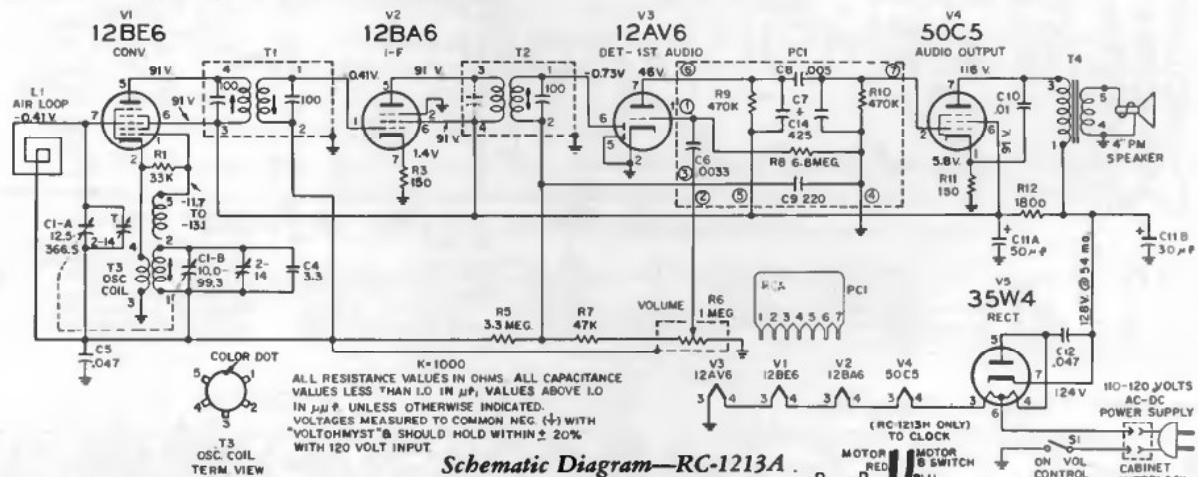 V1
12BE6
CONV.
V2
12BA6
I-F
V3
12AV6
DET-1ST. AUDIO
V4
50C5
AUDIO OUTPUT
L1
AIR LOOP
-0.41 V.
91 V.
91 V
T1
100
100
-0.41V.
91 V.
91 V.
1.4V
R3
150
T2
100
-0.73V
46V
PC1
C8 .005
R9
470K
C7
C14
425
R10
470K
C6
.0033
R8 6.8MEG.
C9 220
116 V.
C10
.01
91 V.
5.8V.
R11
150
T4
4" PM
SPEAKER
R12
1800
C11A
50μf
C11B
30μf
R1
33K
-11.7
TO
-13.1
C1-A
12.5-
366.5
T
2-14
T3
OSC
COIL
C1-B
10.0-
99.3
2-
14
C4
3.3
C5
.047
R5
3.3 MEG.
R7
47K
VOLUME
R6
1 MEG
RCA
PC1
1 2 3 4 5 6 7
128V. @ 54 ma.
V5
35W4
RECT
C12
.047
124V
COLOR DOT
T3
OSC. COIL
TERM. VIEW
K=1000
ALL RESISTANCE VALUES IN OHMS. ALL CAPACITANCE
VALUES LESS THAN 1.0 IN μf; VALUES ABOVE 1.0
IN μμf. UNLESS OTHERWISE INDICATED.
VOLTAGES MEASURED TO COMMON NEG. (⏚) WITH
"VOLTOHMYST" & SHOULD HOLD WITHIN ± 20%
WITH 120 VOLT INPUT
V3
12AV6
V1
12BE6
V2
12BA6
V4
50C5
110-120 VOLTS
AC-DC
POWER SUPPLY
(RC-1213H ONLY)
TO CLOCK
MOTOR
RED
MOTOR
& SWITCH
S1
ON VOL
CONTROL
CABINET
Schematic Diagram—RC-1213A